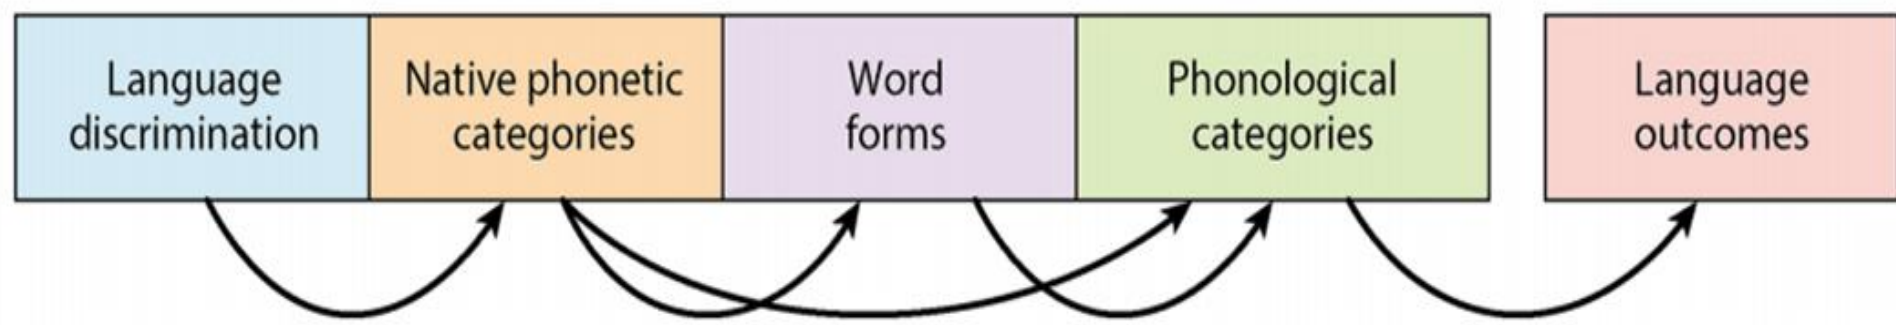 Language
discrimination
Native phonetic
categories
Word
forms
Phonological
categories
Language
outcomes